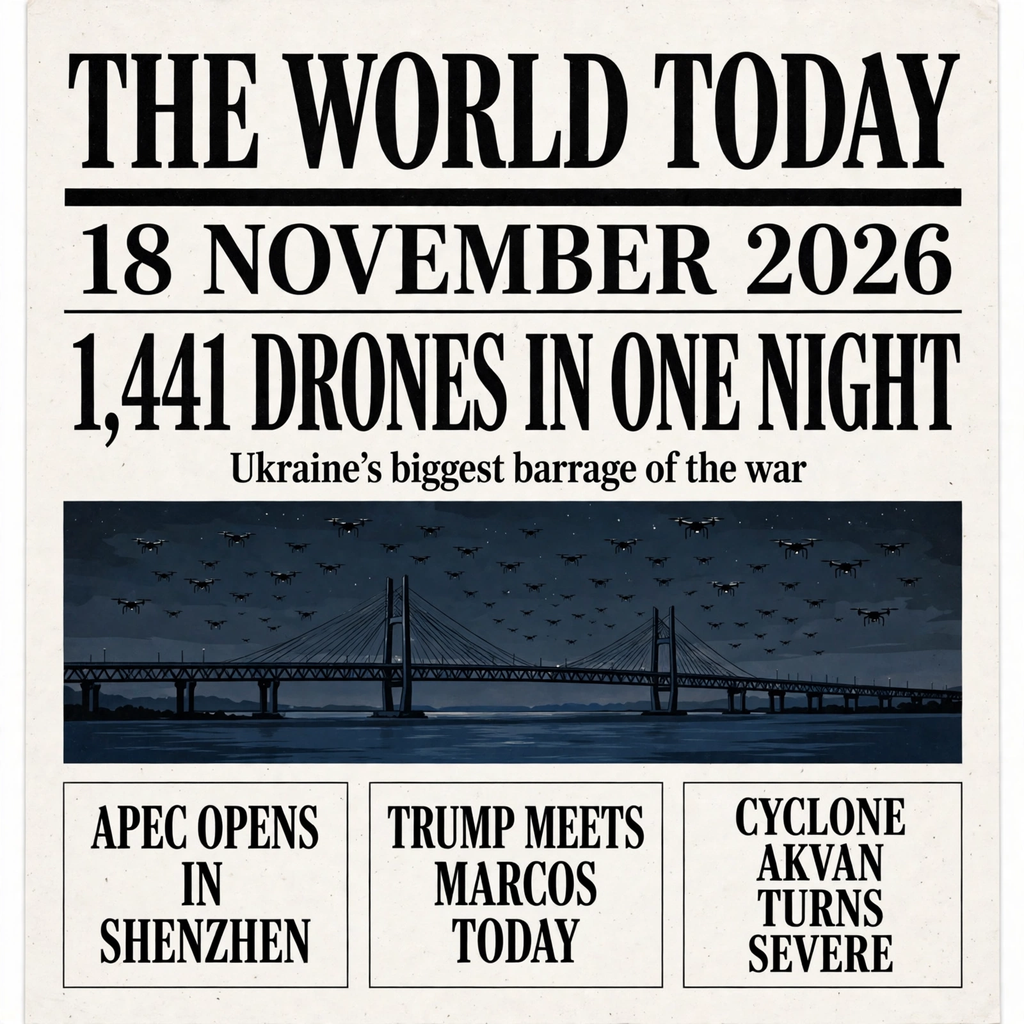 THE WORLD TODAY
18 NOVEMBER 2026
1,441 DRONES IN ONE NIGHT
Ukraine's biggest barrage of the war
APEC OPENS
IN
SHENZHEN
TRUMP MEETS
MARCOS
TODAY
CYCLONE
AKVAN
TURNS
SEVERE